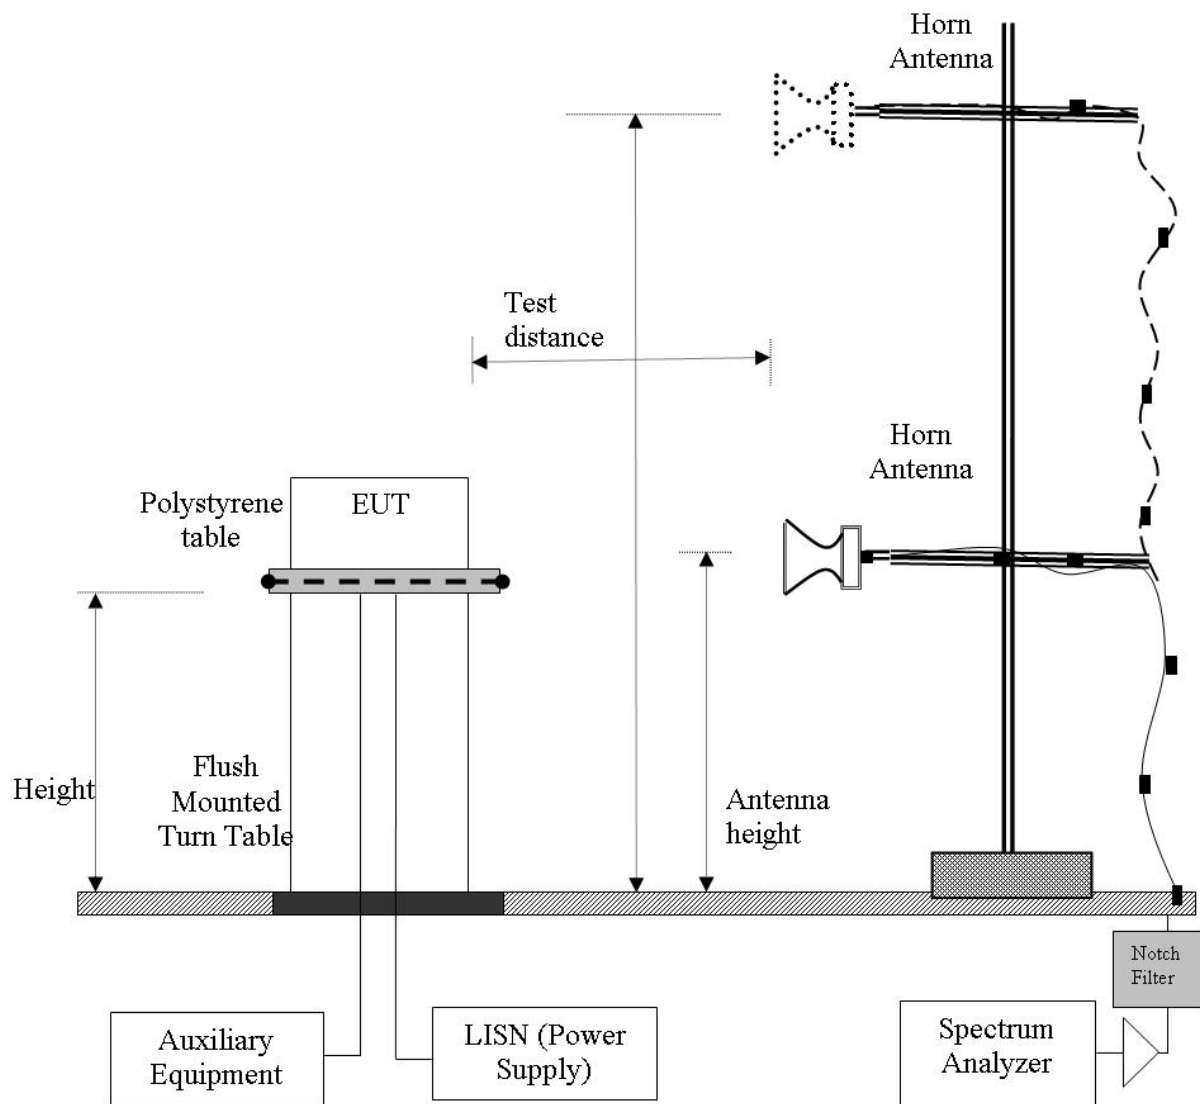 Horn
Antenna
Test
distance
Horn
Antenna
Polystyrene
table
EUT
Height
Flush
Mounted
Turn Table
Antenna
height
Notch
Filter
Auxiliary
Equipment
LISN (Power
Supply)
Spectrum
Analyzer